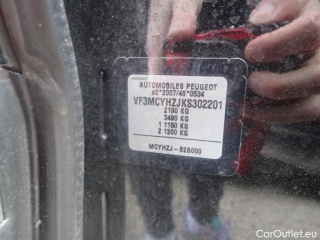 AUTOMOBILES PEUGEOT
e2*2007/46*0534
VF3MCYHZJKS302201
2190 KG
3490 KG
1 1150 KG
2 1200 KG
MCYHZJ-828000
CarOutlet.eu